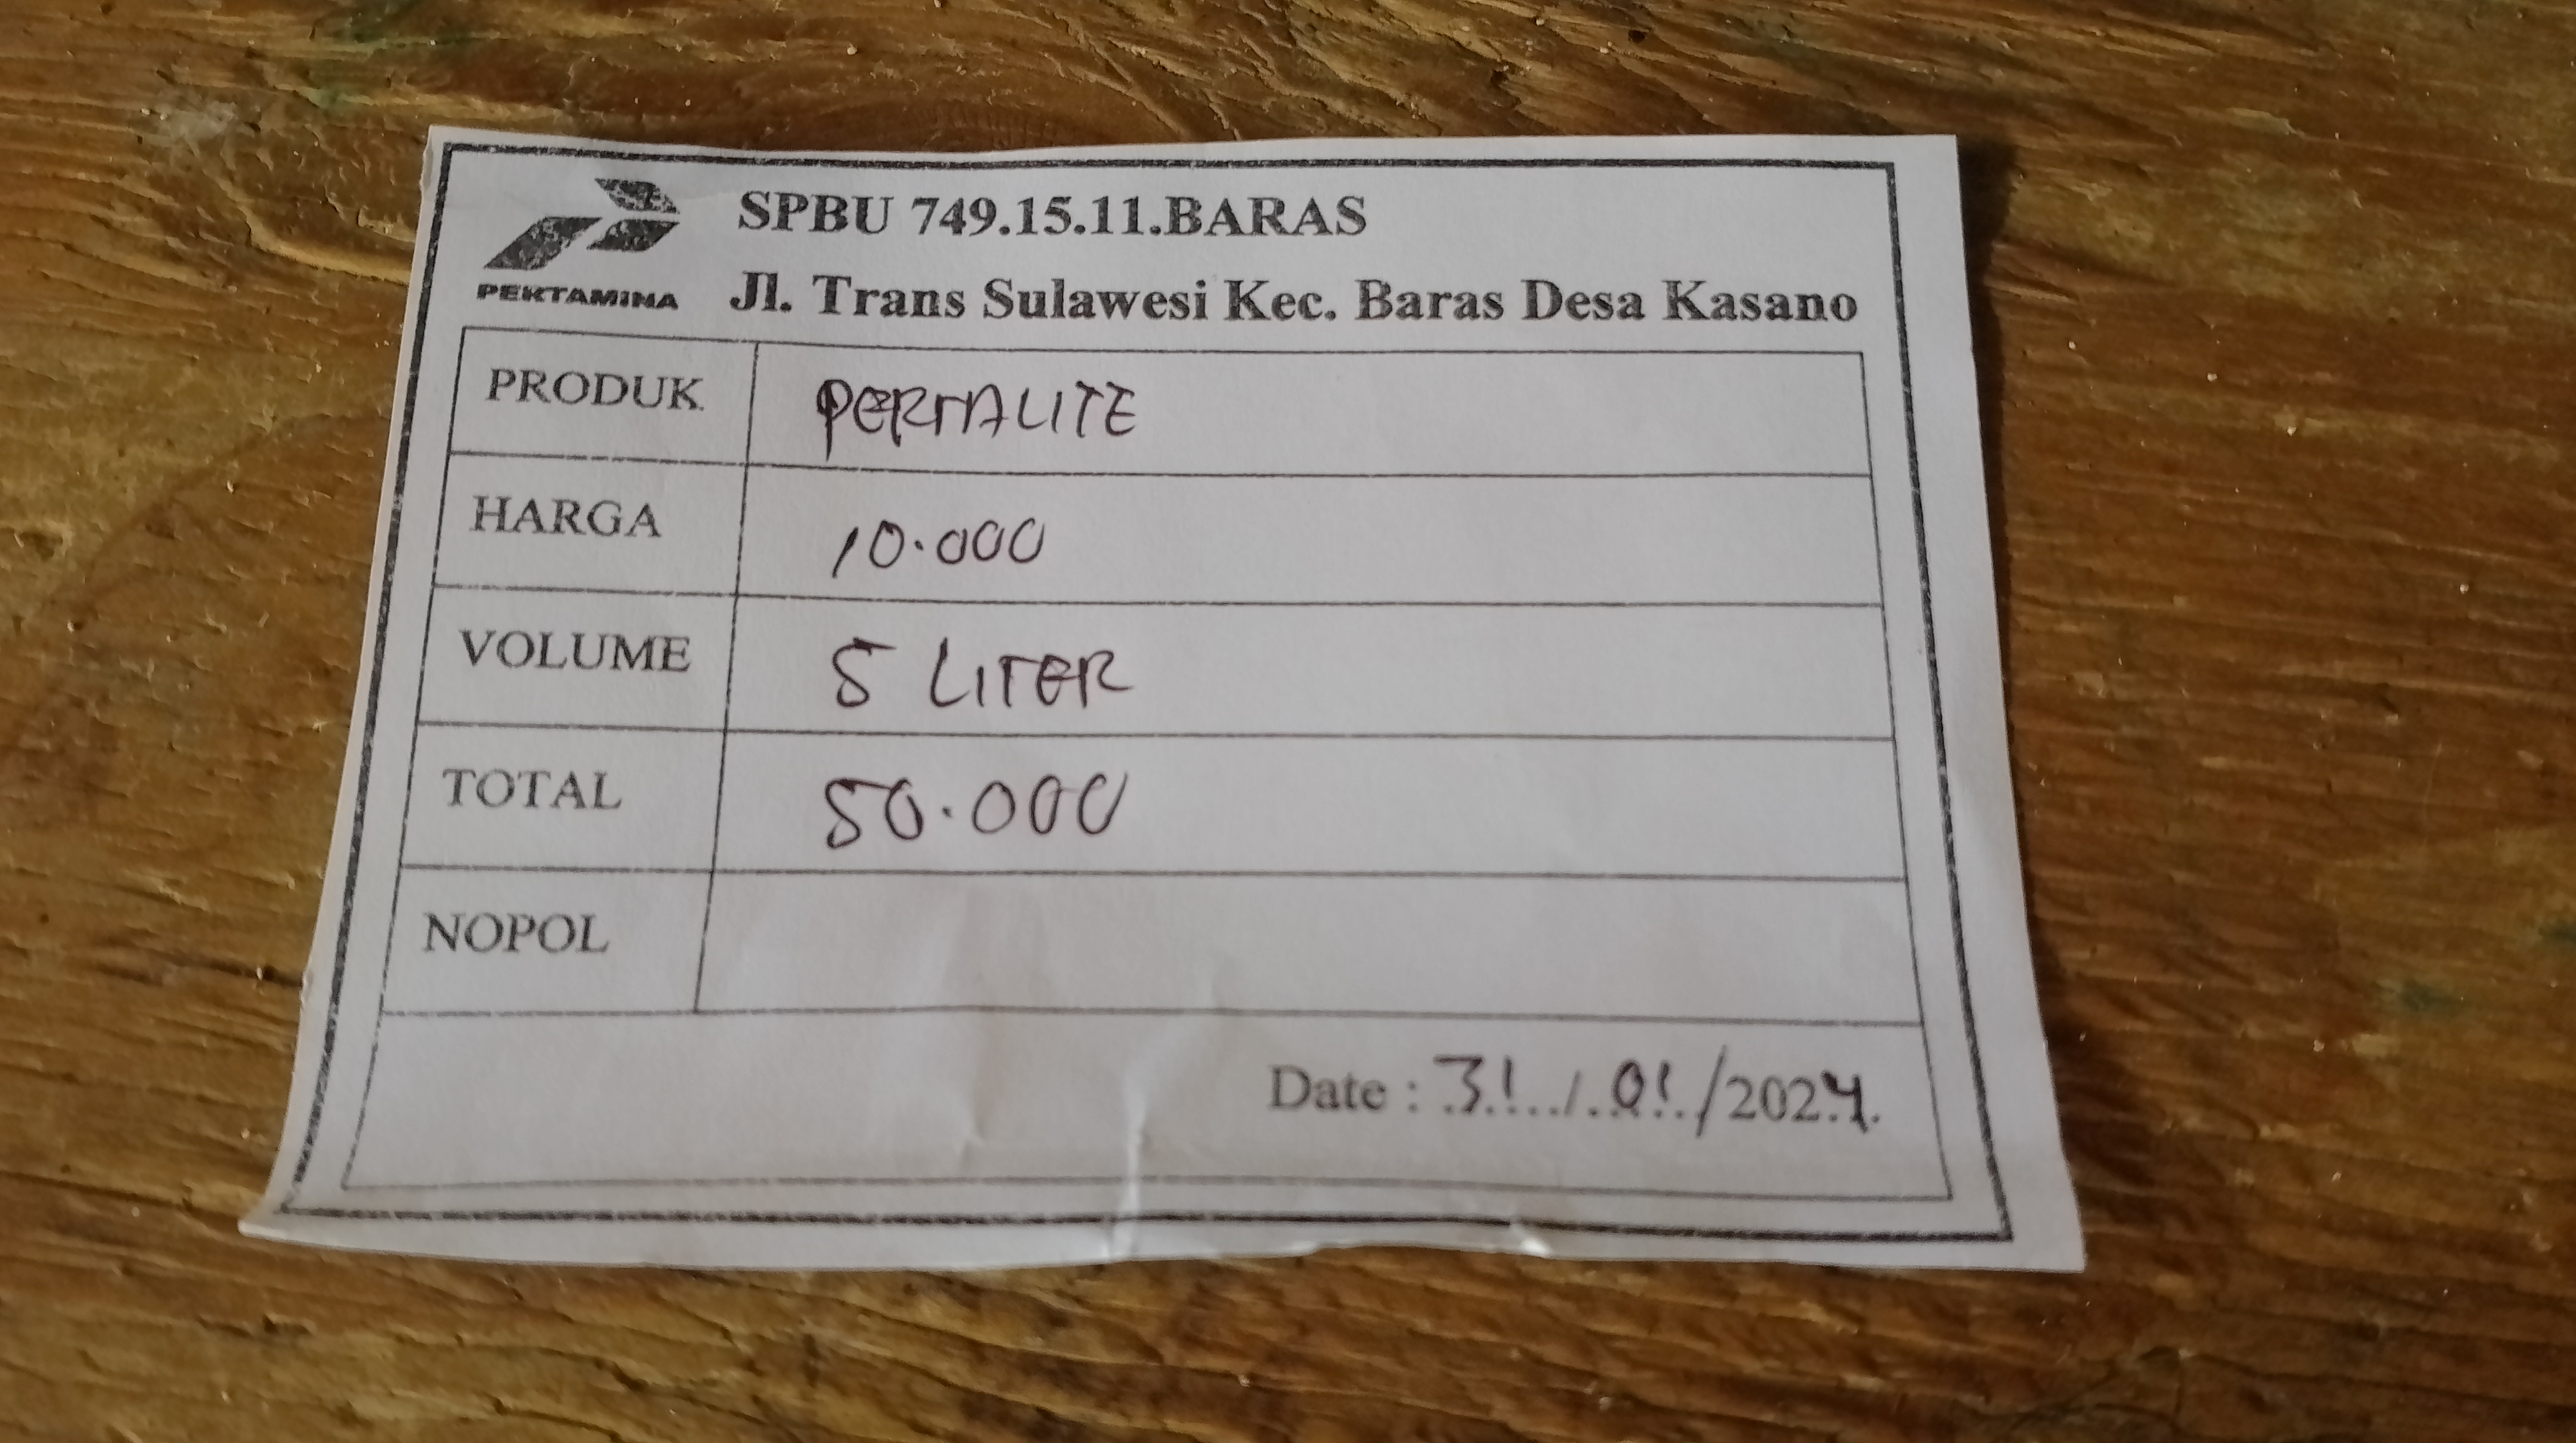 SPBU 749.15.11.BARAS
PERTAMINA
Jl. Trans Sulawesi Kec. Baras Desa Kasano
PRODUK PERTALITE
HARGA 10.000
VOLUME 5 LITER
TOTAL 50.000
NOPOL
Date : 31 / 01 / 2024